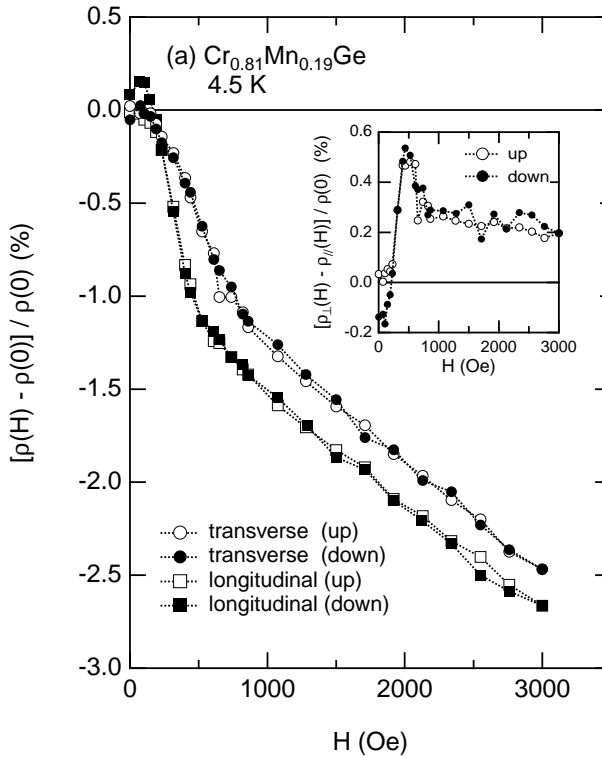 0.5
0.0
-0.5
-1.0
-1.5
-2.0
-2.5
-3.0
[ρ(H) - ρ(0)] / ρ(0) (%)
(a) Cr0.81Mn0.19Ge
4.5 K
transverse (up)
transverse (down)
longitudinal (up)
longitudinal (down)
0 1000 2000 3000
H (Oe)
0.6
0.4
0.2
0.0
-0.2
[ρ⊥(H) - ρ//(H)] / ρ(0) (%)
up
down
0 1000 2000 3000
H (Oe)